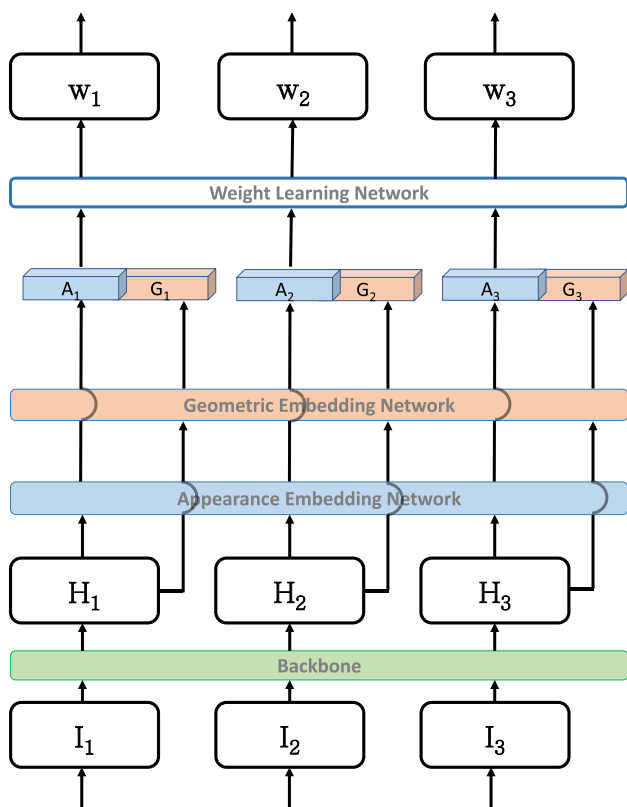 w₁ w₂ w₃
Weight Learning Network
A₁ G₁ A₂ G₂ A₃ G₃
Geometric Embedding Network
Appearance Embedding Network
H₁ H₂ H₃
Backbone
I₁ I₂ I₃